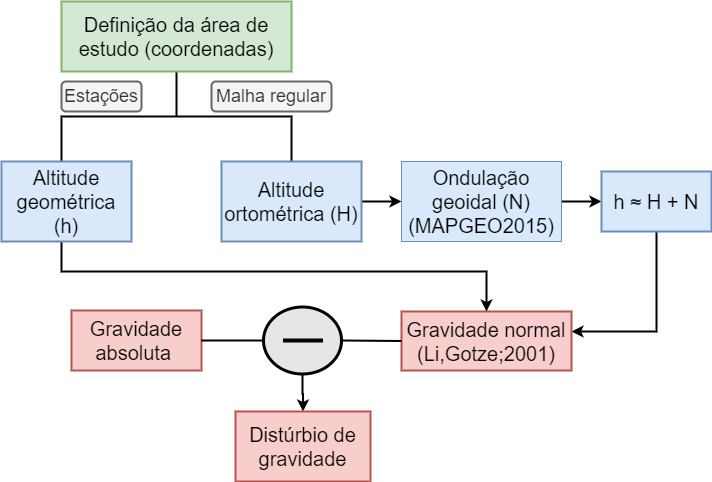 Definição da área de
estudo (coordenadas)
Estações
Malha regular
Altitude
geométrica
(h)
Altitude
ortométrica (H)
Ondulação
geoidal (N)
(MAPGEO2015)
h ≈ H + N
Gravidade
absoluta
Gravidade normal
(Li,Gotze;2001)
Distúrbio de
gravidade